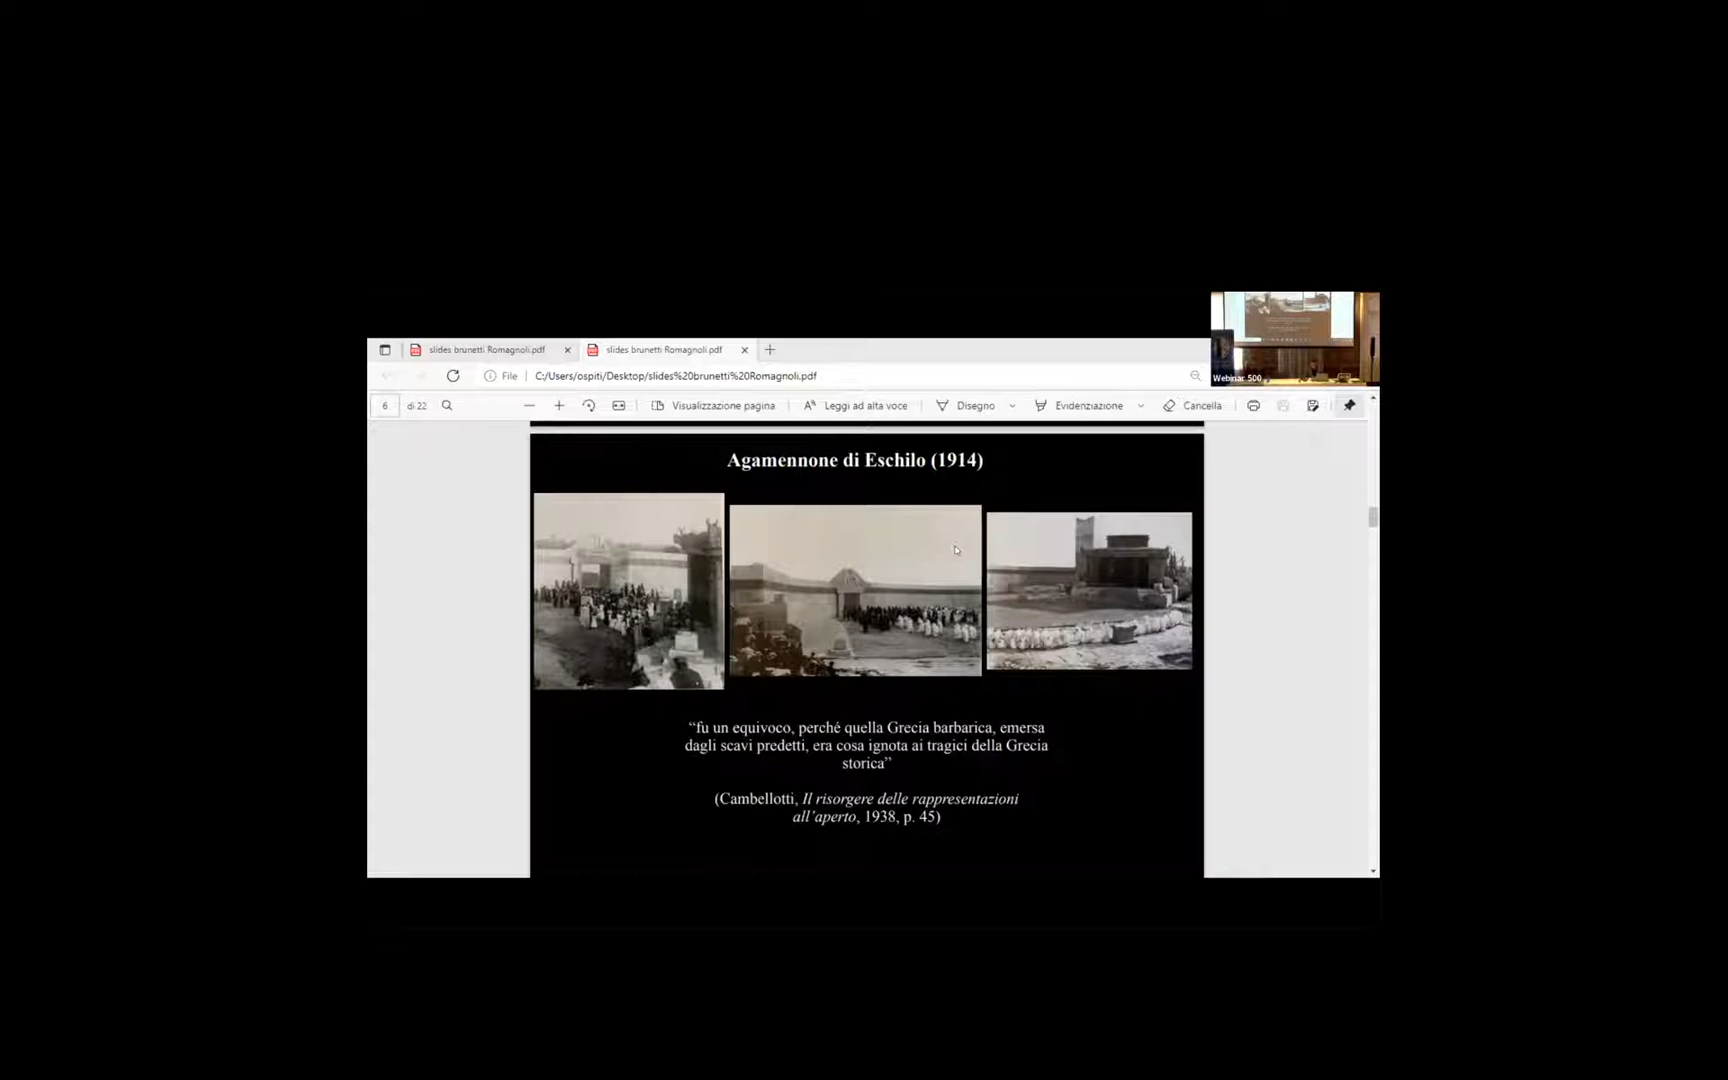 Webinar 500
slides brunetti Romagnoli.pdf
slides brunetti Romagnoli.pdf
File
C:/Users/ospiti/Desktop/slides%20brunetti%20Romagnoli.pdf
6
di 22
Visualizzazione pagina
Leggi ad alta voce
Disegno
Evidenziazione
Cancella
Agamennone di Eschilo (1914)
“fu un equivoco, perché quella Grecia barbarica, emersa
dagli scavi predetti, era cosa ignota ai tragici della Grecia
storica”
(Cambellotti, Il risorgere delle rappresentazioni
all’aperto, 1938, p. 45)